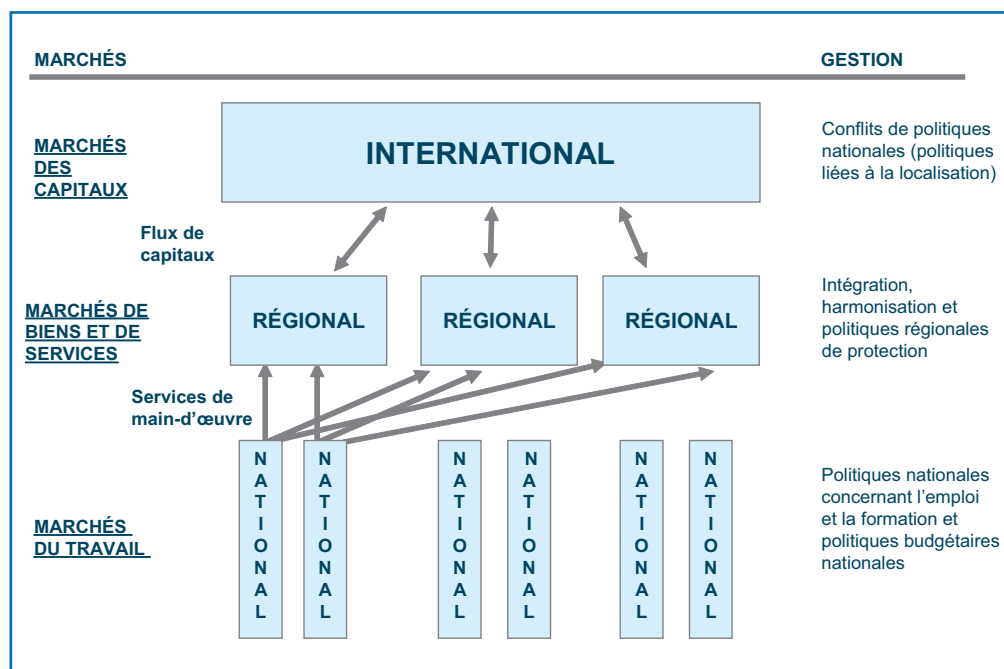 MARCHÉS
GESTION
MARCHÉS
DES
CAPITAUX
INTERNATIONAL
Conflits de politiques
nationales (politiques
liées à la localisation)
Flux de
capitaux
MARCHÉS DE
BIENS ET DE
SERVICES
RÉGIONAL
RÉGIONAL
RÉGIONAL
Intégration,
harmonisation et
politiques régionales
de protection
Services de
main-d'œuvre
MARCHÉS
DU TRAVAIL
NATIONAL
NATIONAL
NATIONAL
NATIONAL
NATIONAL
NATIONAL
Politiques nationales
concernant l'emploi
et la formation et
politiques budgétaires
nationales